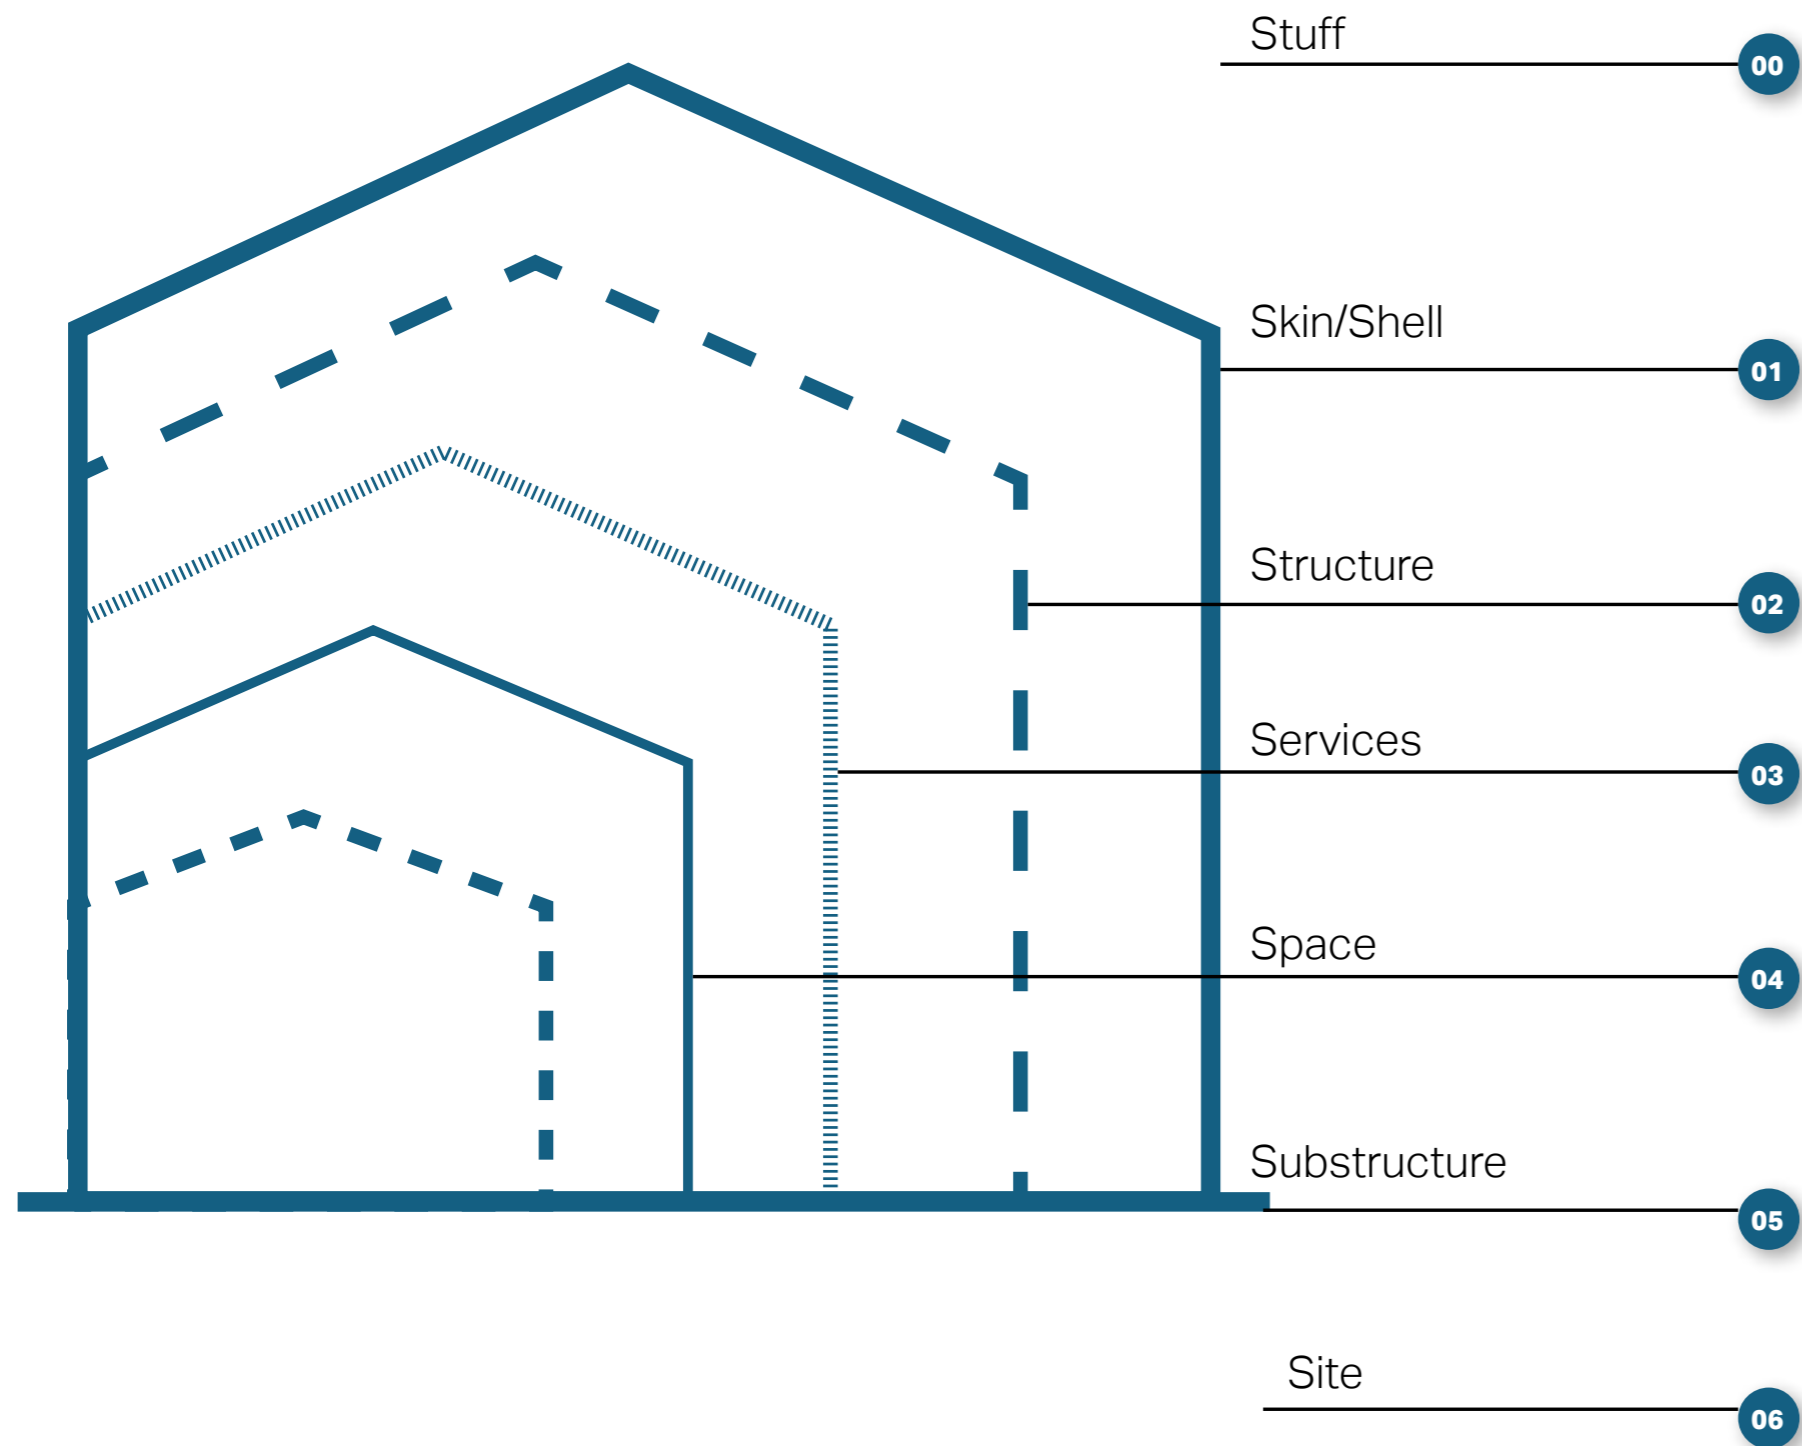 Stuff
00
Skin/Shell
01
Structure
02
Services
03
Space
04
Substructure
05
Site
06